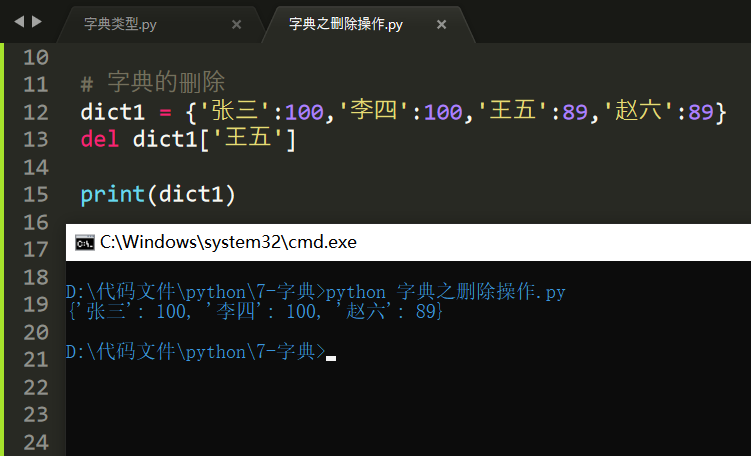 字典类型.py ×
字典之删除操作.py ×
10
11 # 字典的删除
12 dict1 = {'张三':100,'李四':100,'王五':89,'赵六':89}
13 del dict1['王五']
14
15 print(dict1)
16
17
18
19
20
21
22
23
24
C:\Windows\system32\cmd.exe
D:\代码文件\python\7-字典>python 字典之删除操作.py
{'张三': 100, '李四': 100, '赵六': 89}
D:\代码文件\python\7-字典>